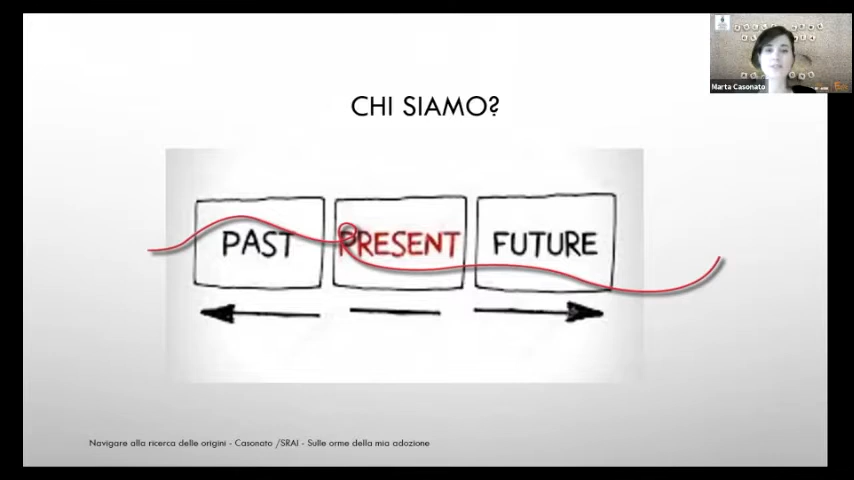 Marta Casonato
CHI SIAMO?
PAST PRESENT FUTURE
Navigare alla ricerca delle origini - Casonato /SRAI - Sulle orme della mia adozione